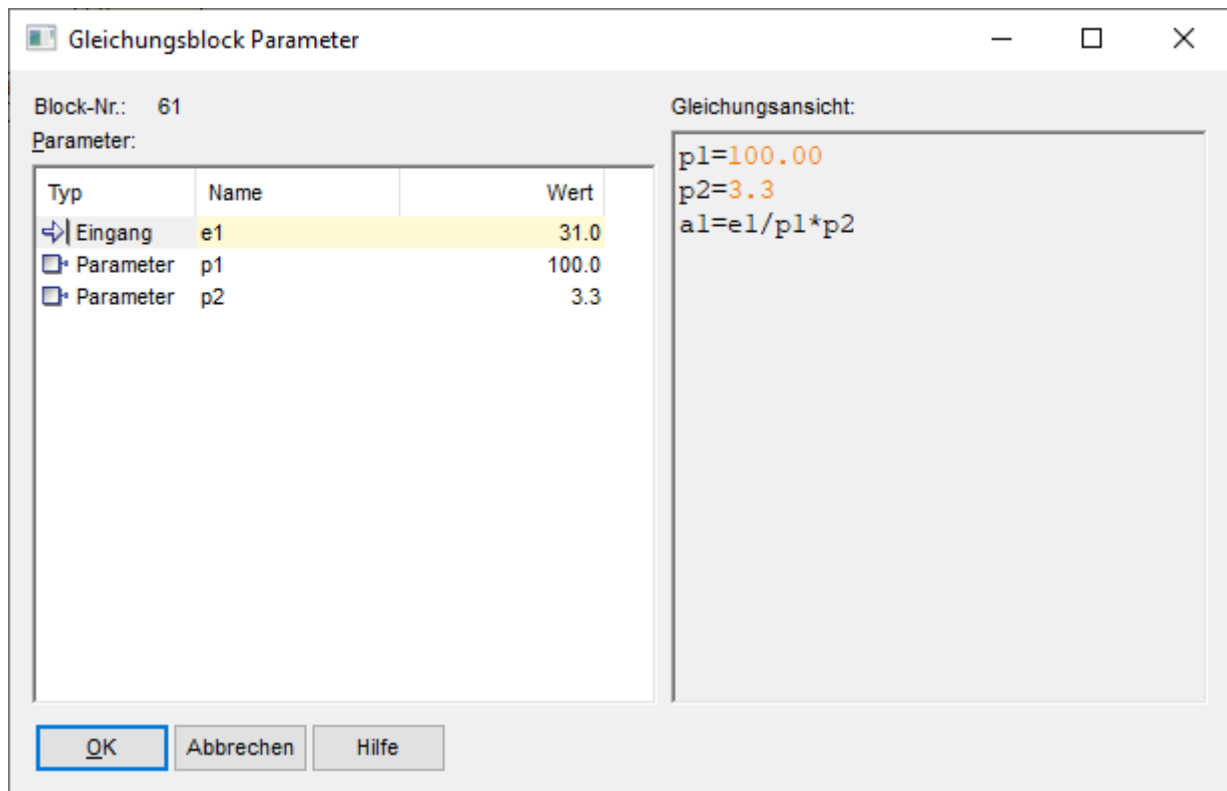 Gleichungsblock Parameter
Block-Nr.: 61
Parameter:
Typ Name Wert
Eingang e1 31.0
Parameter p1 100.0
Parameter p2 3.3
OK Abbrechen Hilfe
Gleichungsansicht:
p1=100.00
p2=3.3
a1=e1/p1*p2